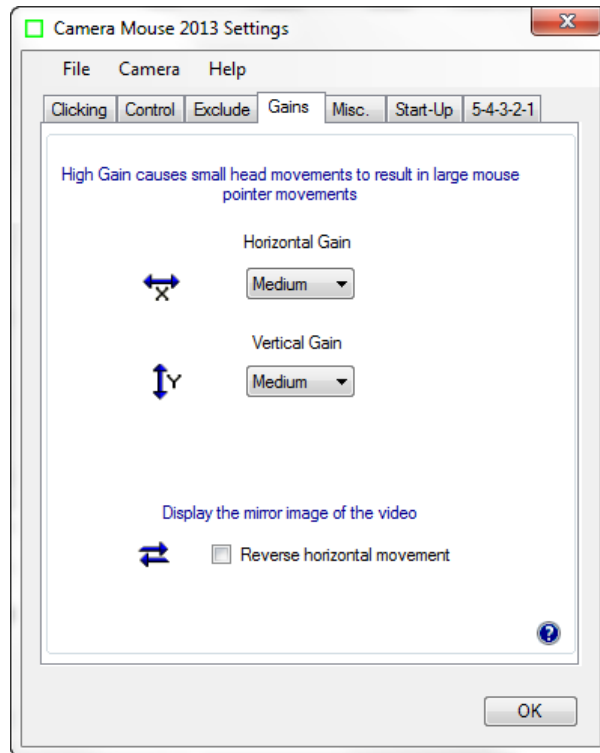 Camera Mouse 2013 Settings
x
File Camera Help
Clicking Control Exclude Gains Misc. Start-Up 5-4-3-2-1
High Gain causes small head movements to result in large mouse
pointer movements
Horizontal Gain
X
Medium
Vertical Gain
Y
Medium
Display the mirror image of the video
Reverse horizontal movement
?
OK